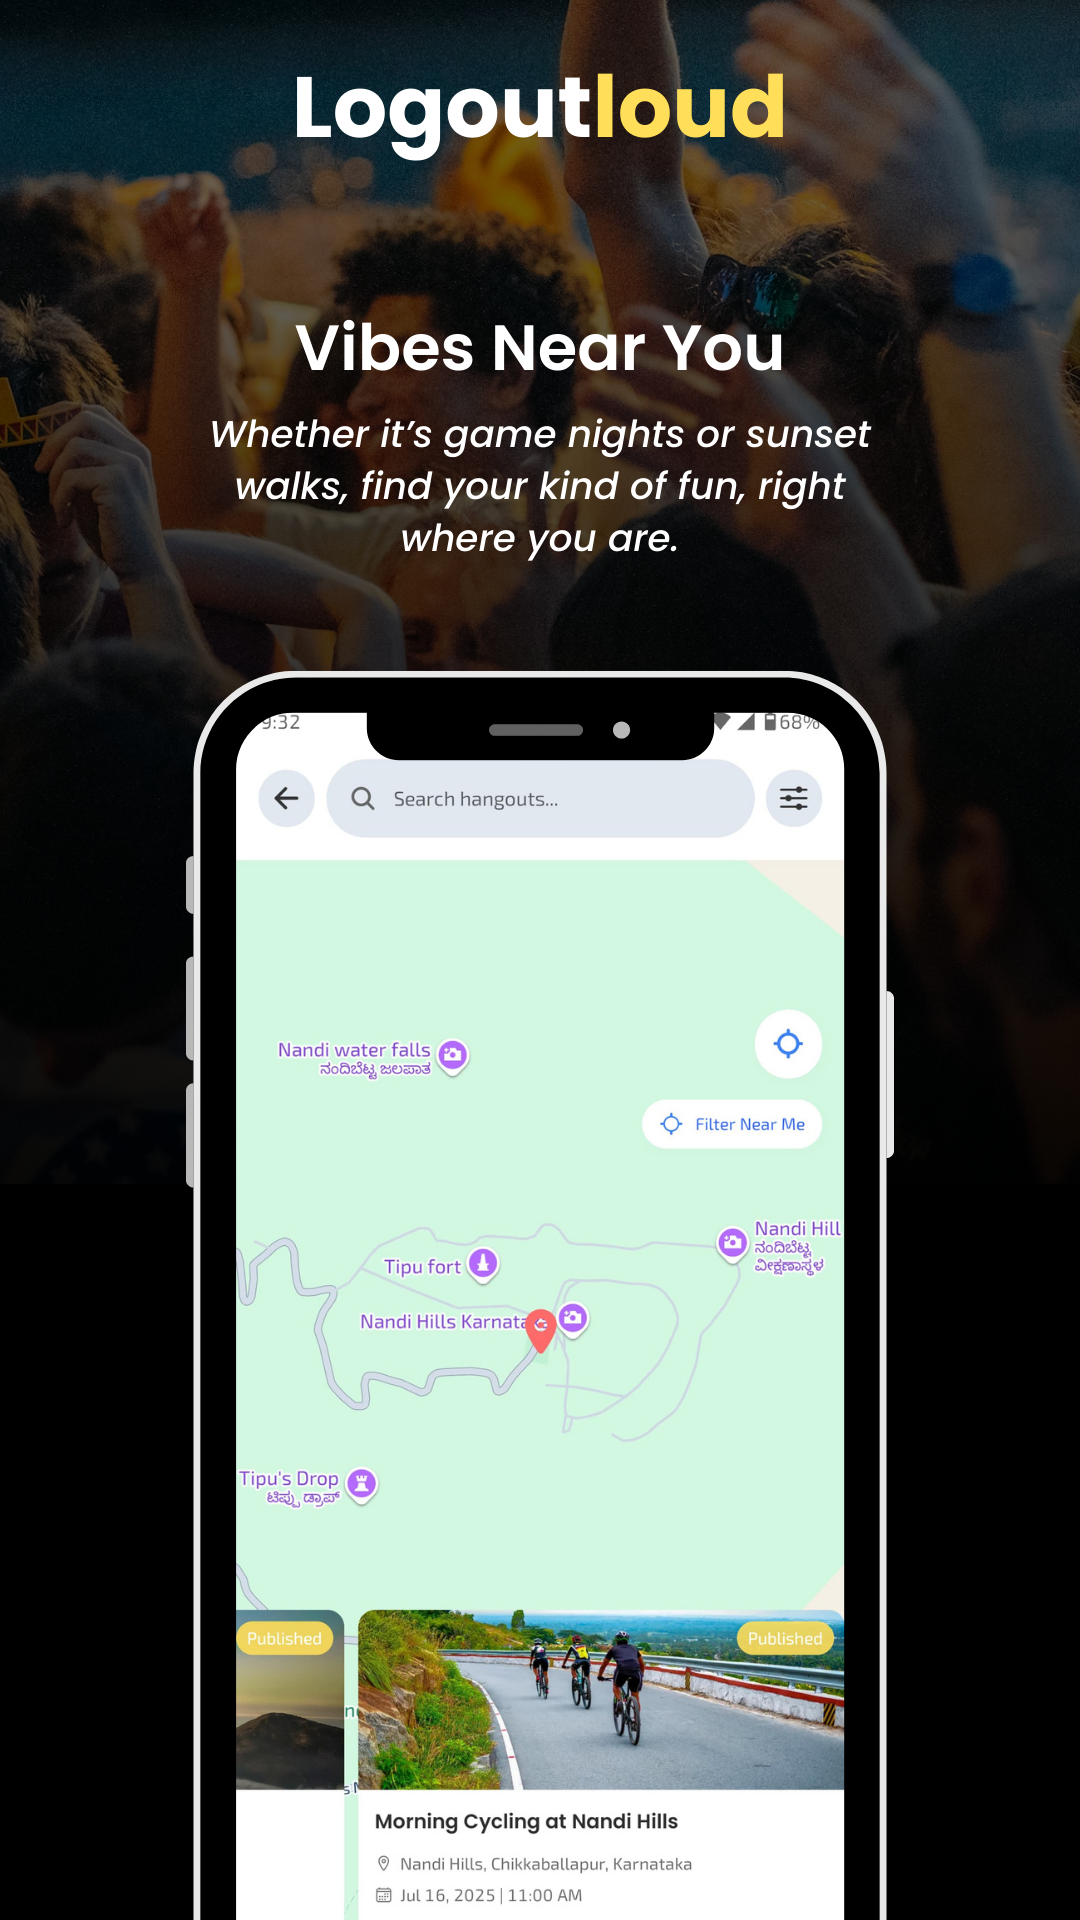 Logoutloud
Vibes Near You
Whether it’s game nights or sunset
walks, find your kind of fun, right
where you are.
9:32
68%
Search hangouts...
Nandi water falls
ನಂದಿಬೆಟ್ಟ ಜಲಪಾತ
Filter Near Me
Nandi Hill
ನಂದಿಬೆಟ್ಟ
ವೀಕ್ಷಣಾಸ್ಥಳ
Tipu fort
Nandi Hills Karnata
Tipu's Drop
ಟಿಪ್ಪು ಡ್ರಾಪ್
Published
Published
Morning Cycling at Nandi Hills
Nandi Hills, Chikkaballapur, Karnataka
Jul 16, 2025 | 11:00 AM